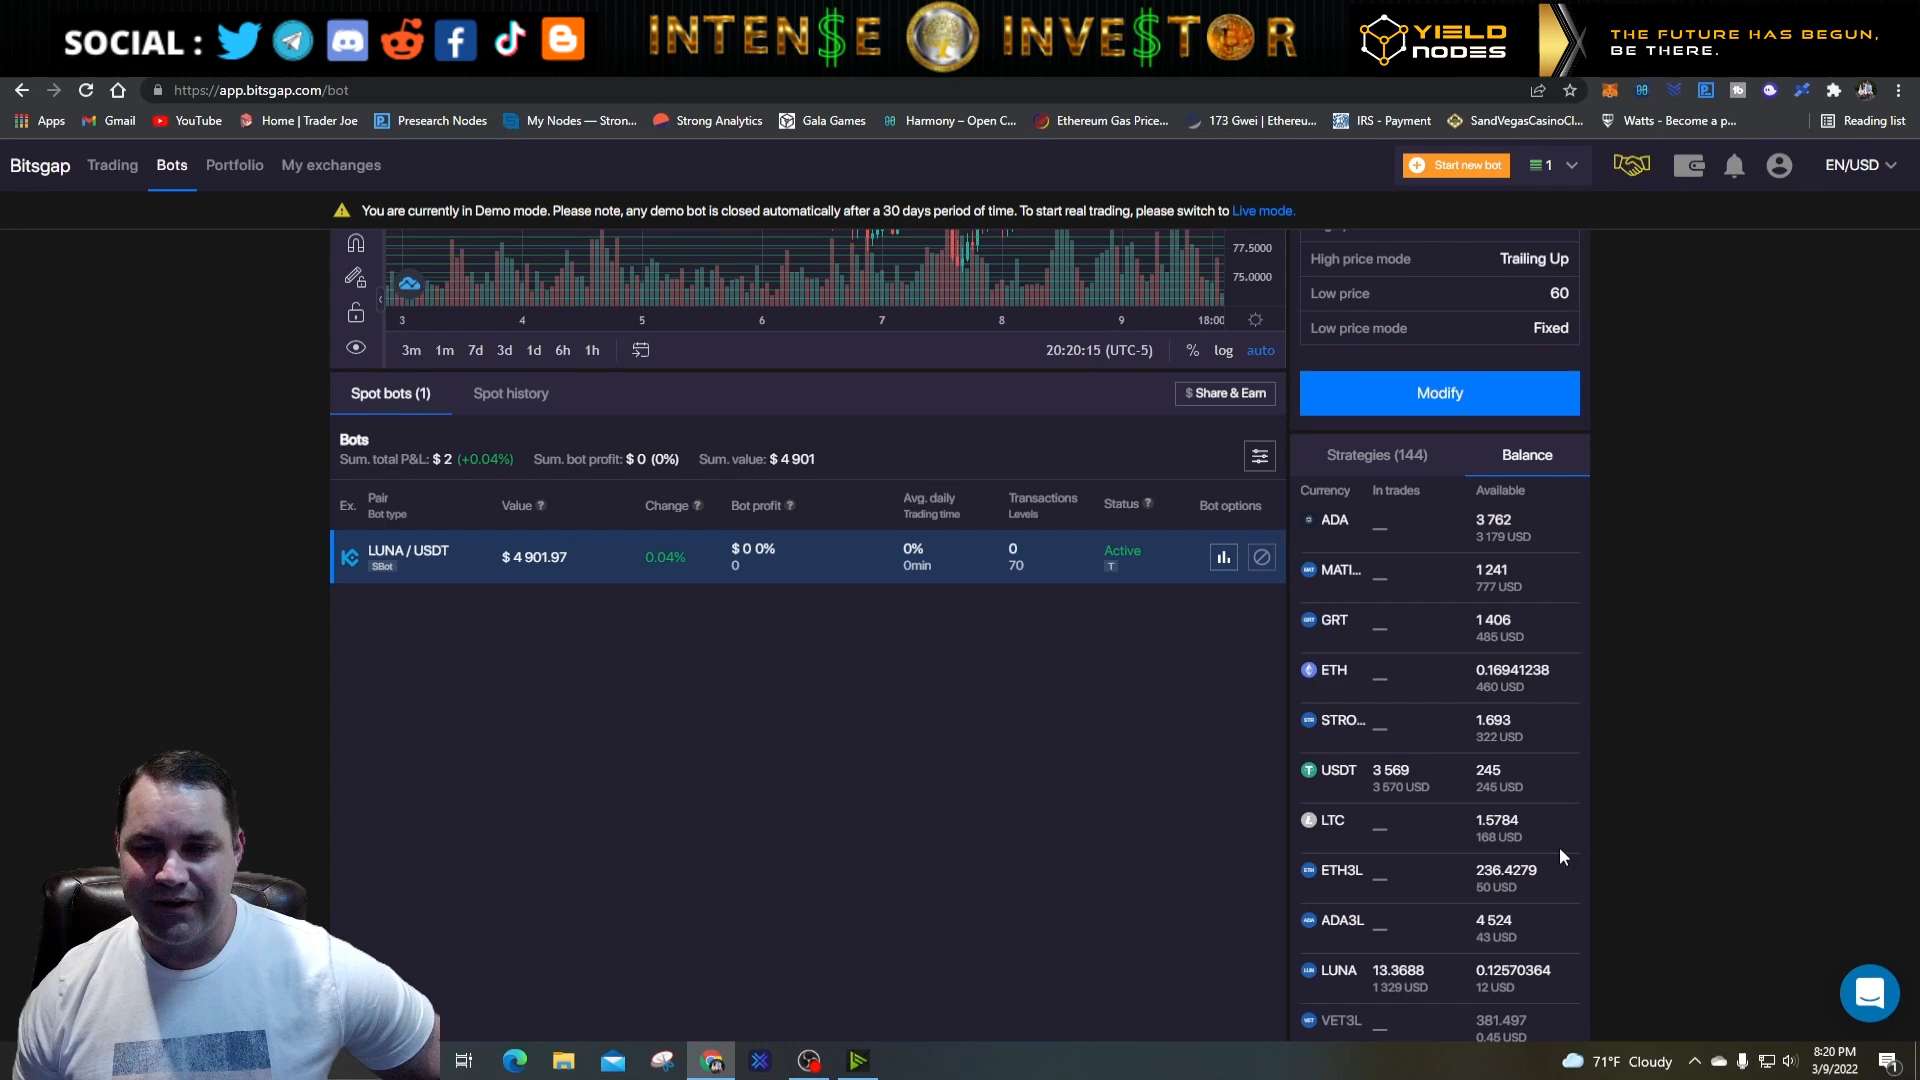 SOCIAL :
INTEN$E INVE$TOR
YIELD NODES
THE FUTURE HAS BEGUN,
BE THERE.
https://app.bitsgap.com/bot
Apps Gmail YouTube Home | Trader Joe Presearch Nodes My Nodes — Stron... Strong Analytics Gala Games Harmony – Open C... Ethereum Gas Price... 173 Gwei | Ethereu... IRS - Payment SandVegasCasinoCl... Watts - Become a p... Reading list
Bitsgap Trading Bots Portfolio My exchanges Start new bot 1 EN/USD
You are currently in Demo mode. Please note, any demo bot is closed automatically after a 30 days period of time. To start real trading, please switch to Live mode.
77.5000
75.0000
3 4 5 6 7 8 9 18:00
3m 1m 7d 3d 1d 6h 1h 20:20:15 (UTC-5) % log auto
High price mode Trailing Up
Low price 60
Low price mode Fixed
Modify
Spot bots (1) Spot history $ Share & Earn
Bots
Sum. total P&L: $ 2 (+0.04%) Sum. bot profit: $ 0 (0%) Sum. value: $ 4 901
Ex. Pair Bot type Value ? Change ? Bot profit ? Avg. daily Trading time Transactions Levels Status ? Bot options
LUNA / USDT $ 4 901.97 0.04% $ 0 0% 0% 0 Active
SBot 0 0min 70 T
Strategies (144) Balance
Currency In trades Available
ADA — 3 762
3 179 USD
MATI... — 1 241
777 USD
GRT — 1 406
485 USD
ETH — 0.16941238
460 USD
STRO... — 1.693
322 USD
USDT 3 569 245
3 570 USD 245 USD
LTC — 1.5784
168 USD
ETH3L — 236.4279
50 USD
ADA3L — 4 524
43 USD
LUNA 13.3688 0.12570364
1 329 USD 12 USD
VET3L — 381.497
0.45 USD
71°F Cloudy 8:20 PM
3/9/2022
1